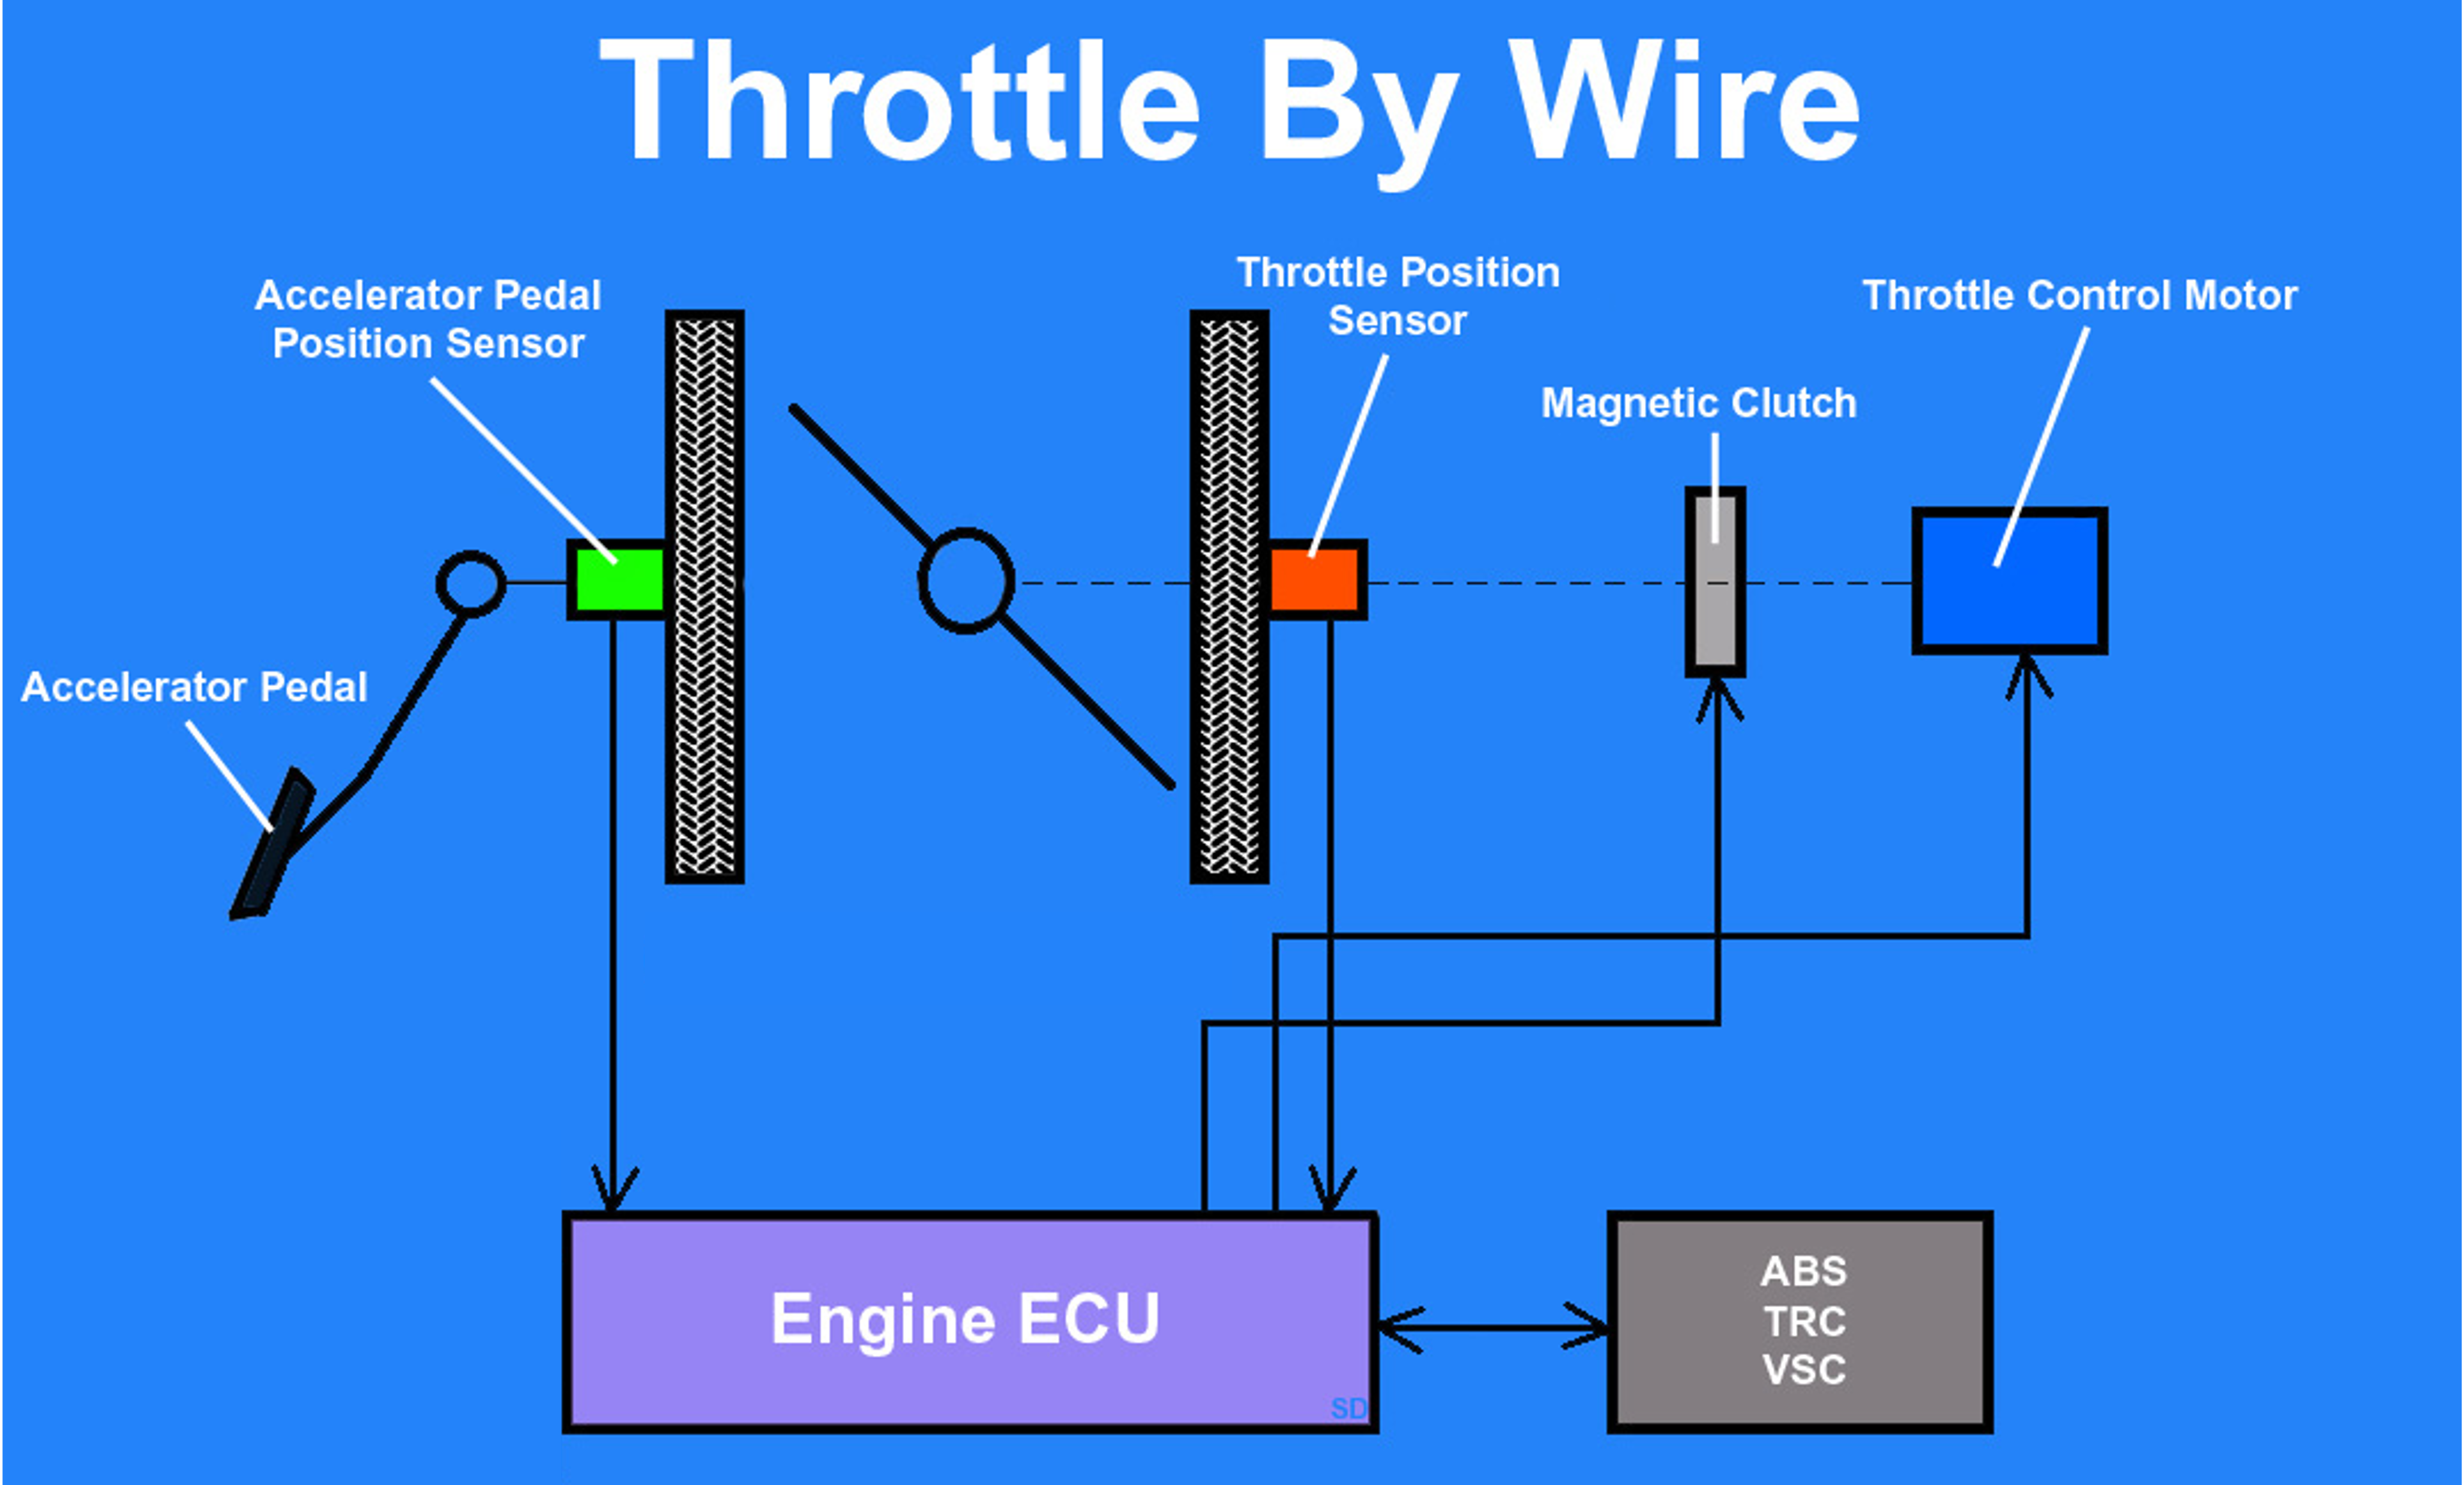 Throttle By Wire
Accelerator Pedal
Position Sensor
Throttle Position
Sensor
Throttle Control Motor
Magnetic Clutch
Accelerator Pedal
Engine ECU
SD
ABS
TRC
VSC